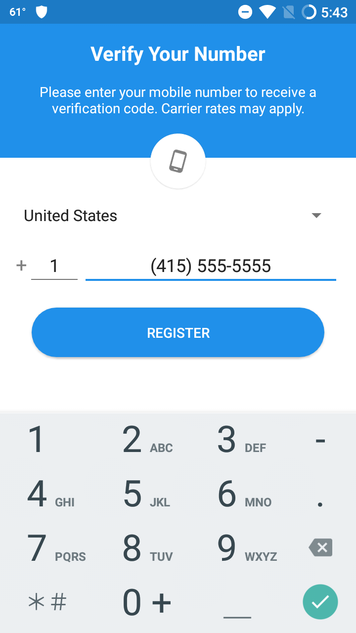 61° 5:43
Verify Your Number
Please enter your mobile number to receive a
verification code. Carrier rates may apply.
United States
+ 1 (415) 555-5555
REGISTER
1 2 ABC 3 DEF -
4 GHI 5 JKL 6 MNO .
7 PQRS 8 TUV 9 WXYZ
*# 0 + _